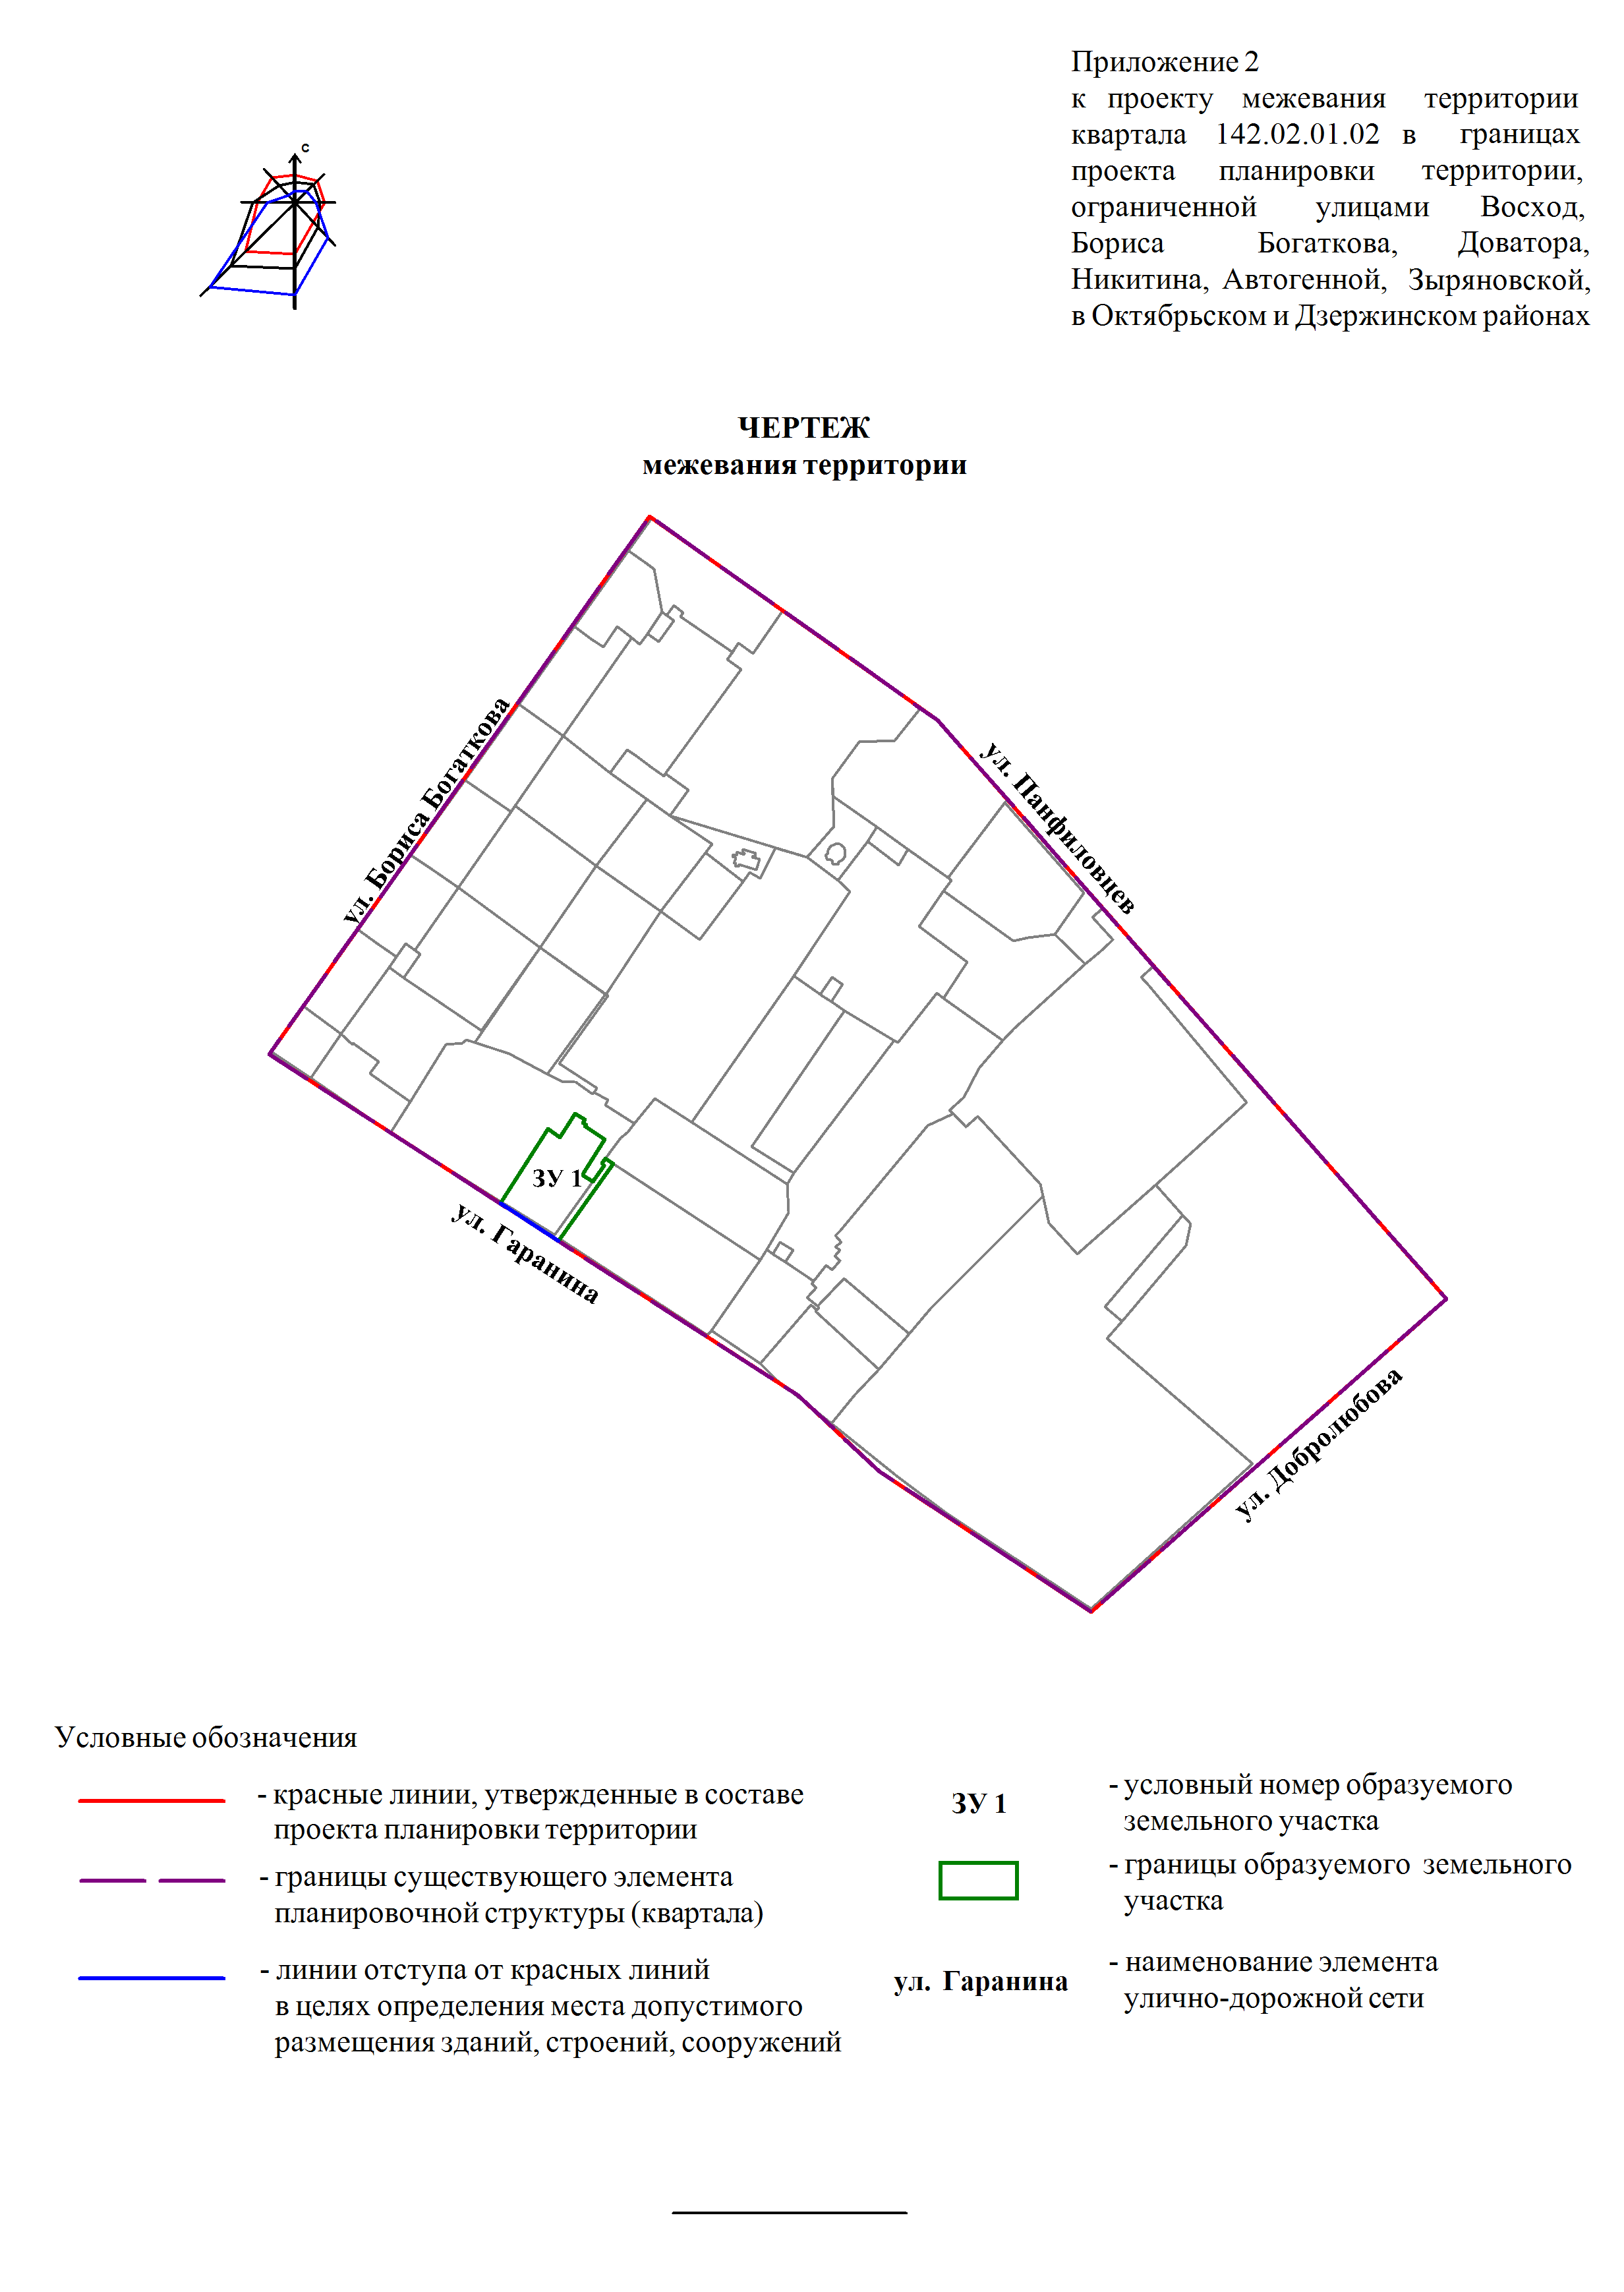 Приложение 2
к проекту межевания территории
квартала 142.02.01.02 в границах
проекта планировки территории,
ограниченной улицами Восход,
Бориса Богаткова, Доватора,
Никитина, Автогенной, Зыряновской,
в Октябрьском и Дзержинском районах
С
ЧЕРТЕЖ
межевания территории
ул. Бориса Богаткова
ул. Панфиловцев
ЗУ 1
ул. Гаранина
ул. Добролюбова
Условные обозначения
- красные линии, утвержденные в составе
проекта планировки территории
- границы существующего элемента
планировочной структуры (квартала)
- линии отступа от красных линий
в целях определения места допустимого
размещения зданий, строений, сооружений
ЗУ 1
- условный номер образуемого
земельного участка
- границы образуемого земельного
участка
ул. Гаранина
- наименование элемента
улично-дорожной сети